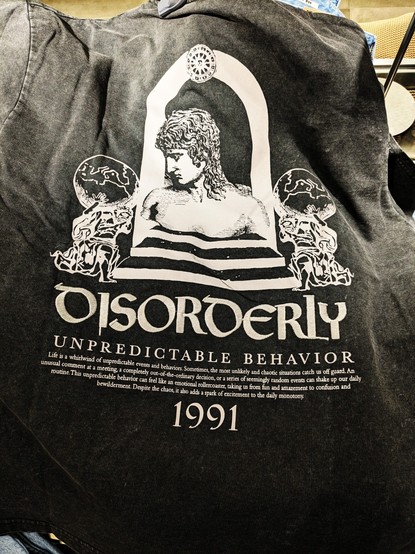 DISORDERLY
UNPREDICTABLE BEHAVIOR
Life is a whirlwind of unpredictable events and behaviors. Sometimes, the most unlikely and chaotic situations catch us off guard. An
unusual comment at a meeting, a completely out-of-the-ordinary decision, or a series of seemingly random events can shake up our daily
routine. This unpredictable behavior can feel like an emotional rollercoaster, taking us from fun and amazement to confusion and
bewilderment. Despite the chaos, it also adds a spark of excitement to the daily monotony.
1991